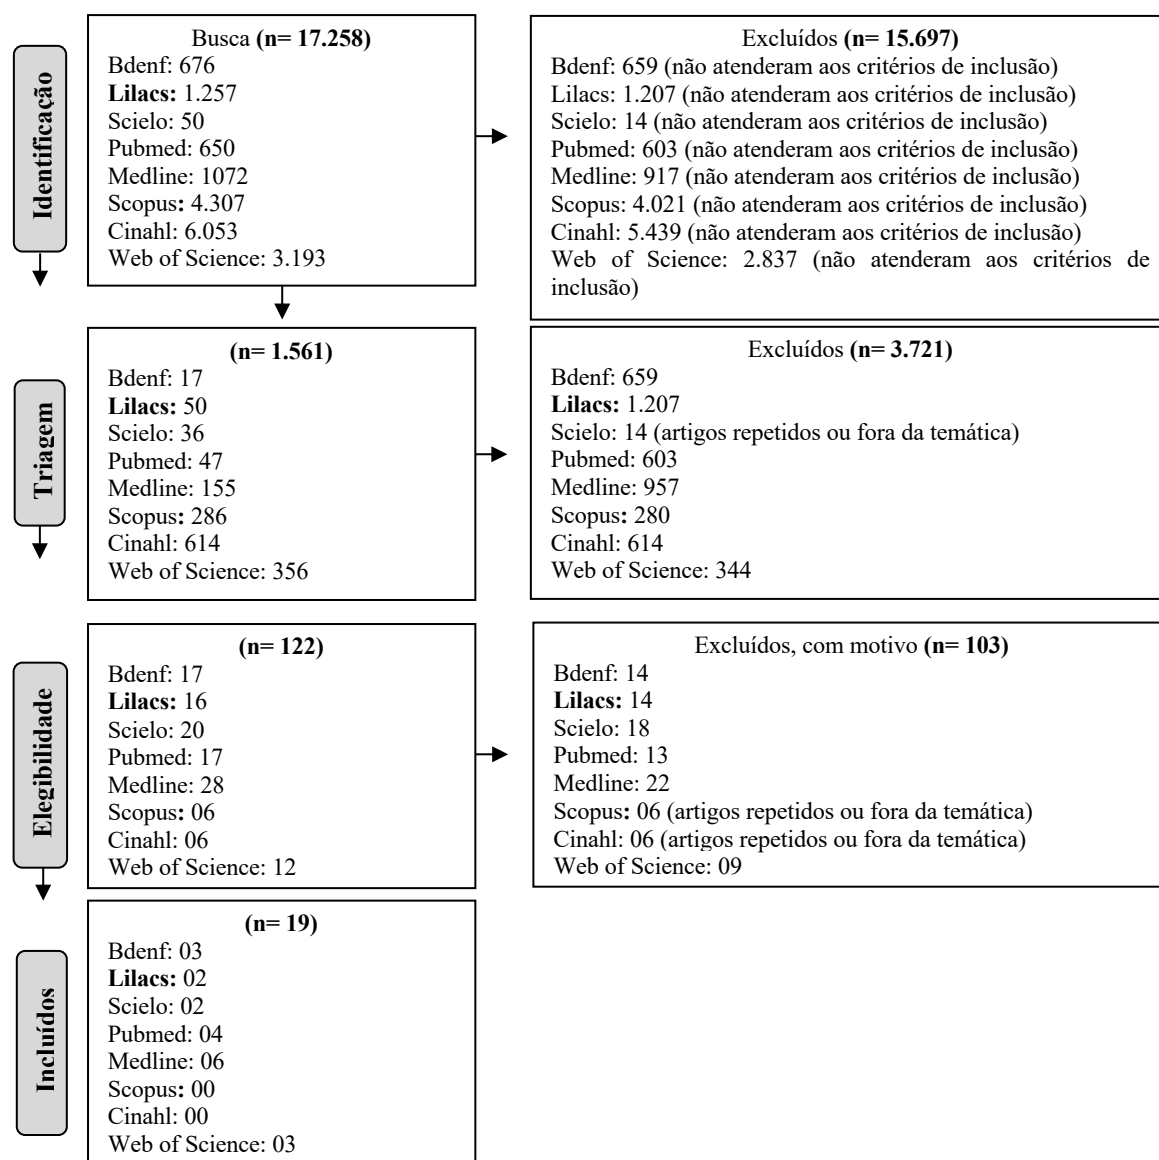 Identificação
Busca (n= 17.258)
Bdenf: 676
Lilacs: 1.257
Scielo: 50
Pubmed: 650
Medline: 1072
Scopus: 4.307
Cinahl: 6.053
Web of Science: 3.193
Excluídos (n= 15.697)
Bdenf: 659 (não atenderam aos critérios de inclusão)
Lilacs: 1.207 (não atenderam aos critérios de inclusão)
Scielo: 14 (não atenderam aos critérios de inclusão)
Pubmed: 603 (não atenderam aos critérios de inclusão)
Medline: 917 (não atenderam aos critérios de inclusão)
Scopus: 4.021 (não atenderam aos critérios de inclusão)
Cinahl: 5.439 (não atenderam aos critérios de inclusão)
Web of Science: 2.837 (não atenderam aos critérios de
inclusão)
Triagem
(n= 1.561)
Bdenf: 17
Lilacs: 50
Scielo: 36
Pubmed: 47
Medline: 155
Scopus: 286
Cinahl: 614
Web of Science: 356
Excluídos (n= 3.721)
Bdenf: 659
Lilacs: 1.207
Scielo: 14 (artigos repetidos ou fora da temática)
Pubmed: 603
Medline: 957
Scopus: 280
Cinahl: 614
Web of Science: 344
Elegibilidade
(n= 122)
Bdenf: 17
Lilacs: 16
Scielo: 20
Pubmed: 17
Medline: 28
Scopus: 06
Cinahl: 06
Web of Science: 12
Excluídos, com motivo (n= 103)
Bdenf: 14
Lilacs: 14
Scielo: 18
Pubmed: 13
Medline: 22
Scopus: 06 (artigos repetidos ou fora da temática)
Cinahl: 06 (artigos repetidos ou fora da temática)
Web of Science: 09
Incluídos
(n= 19)
Bdenf: 03
Lilacs: 02
Scielo: 02
Pubmed: 04
Medline: 06
Scopus: 00
Cinahl: 00
Web of Science: 03